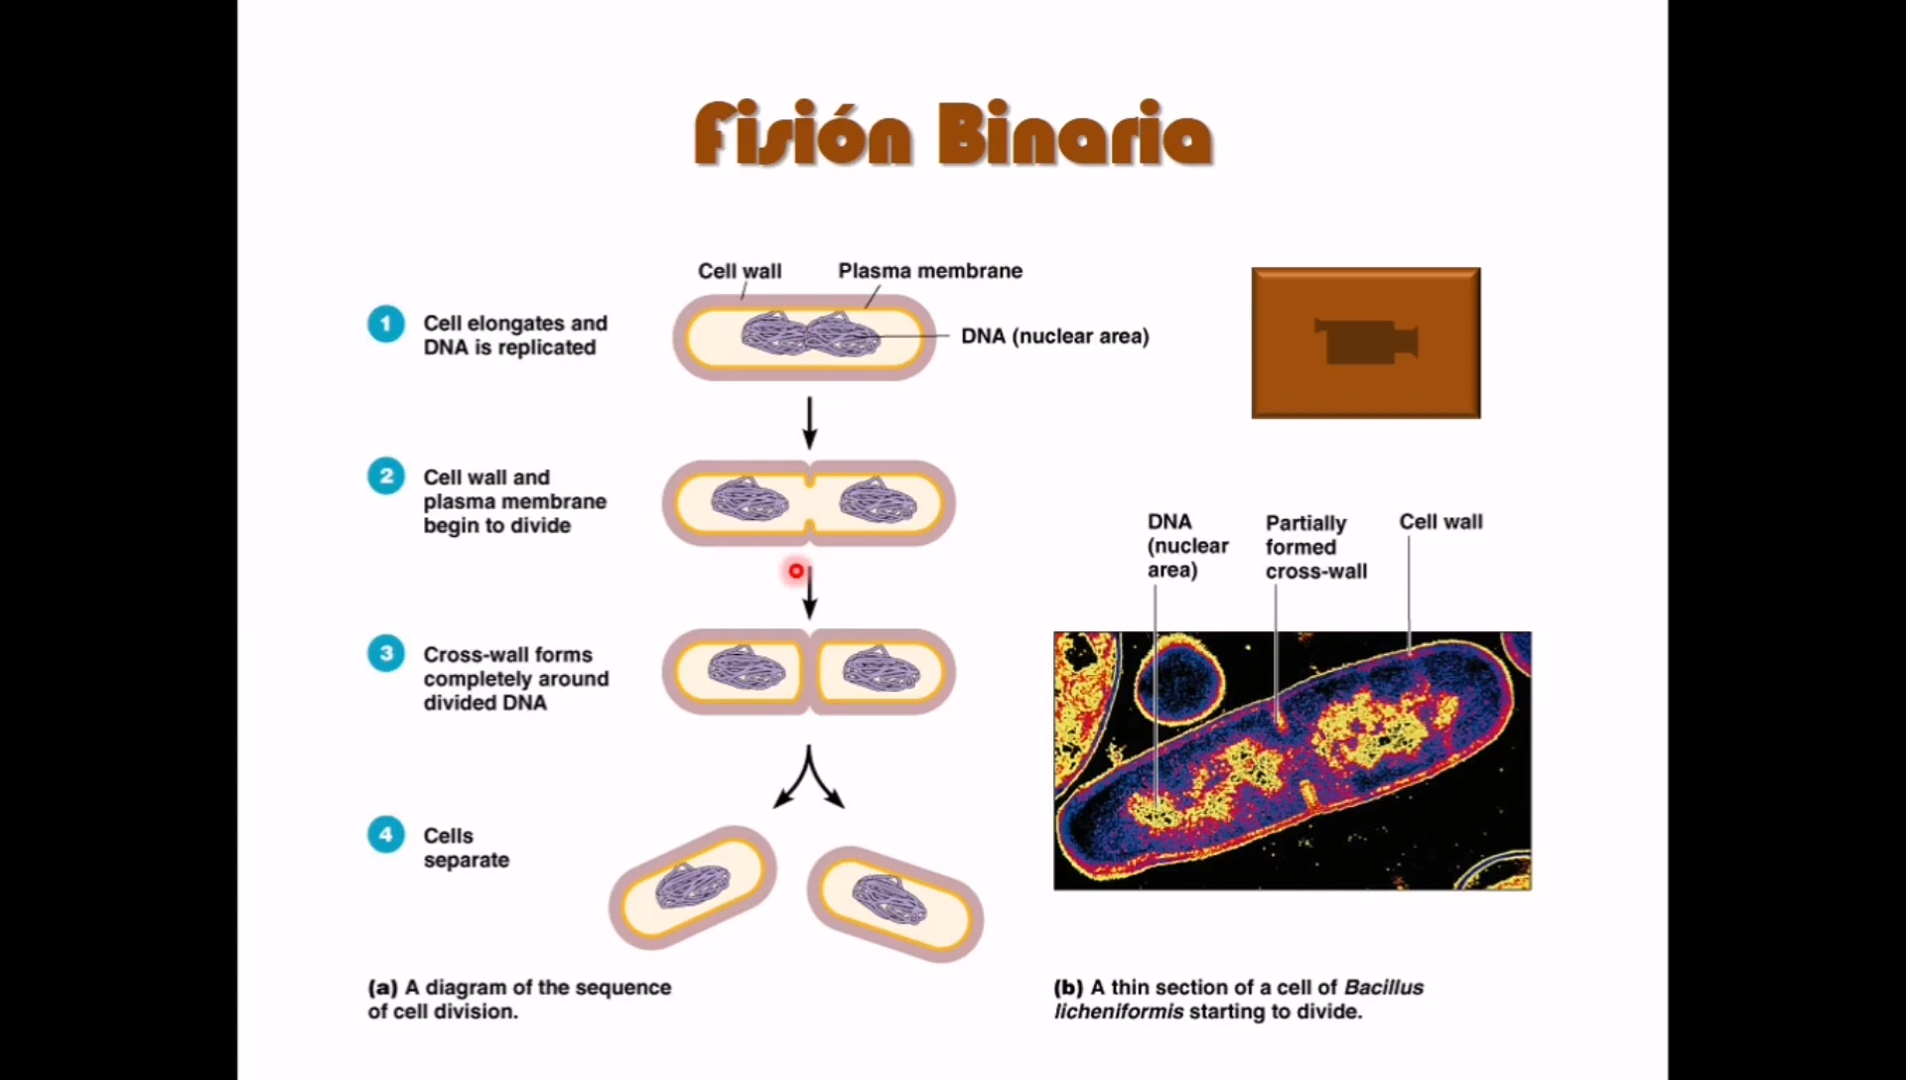 Fisión Binaria
Cell wall
Plasma membrane
DNA (nuclear area)
1
Cell elongates and
DNA is replicated
2
Cell wall and
plasma membrane
begin to divide
3
Cross-wall forms
completely around
divided DNA
4
Cells
separate
(a) A diagram of the sequence
of cell division.
DNA
(nuclear
area)
Partially
formed
cross-wall
Cell wall
(b) A thin section of a cell of Bacillus
licheniformis starting to divide.